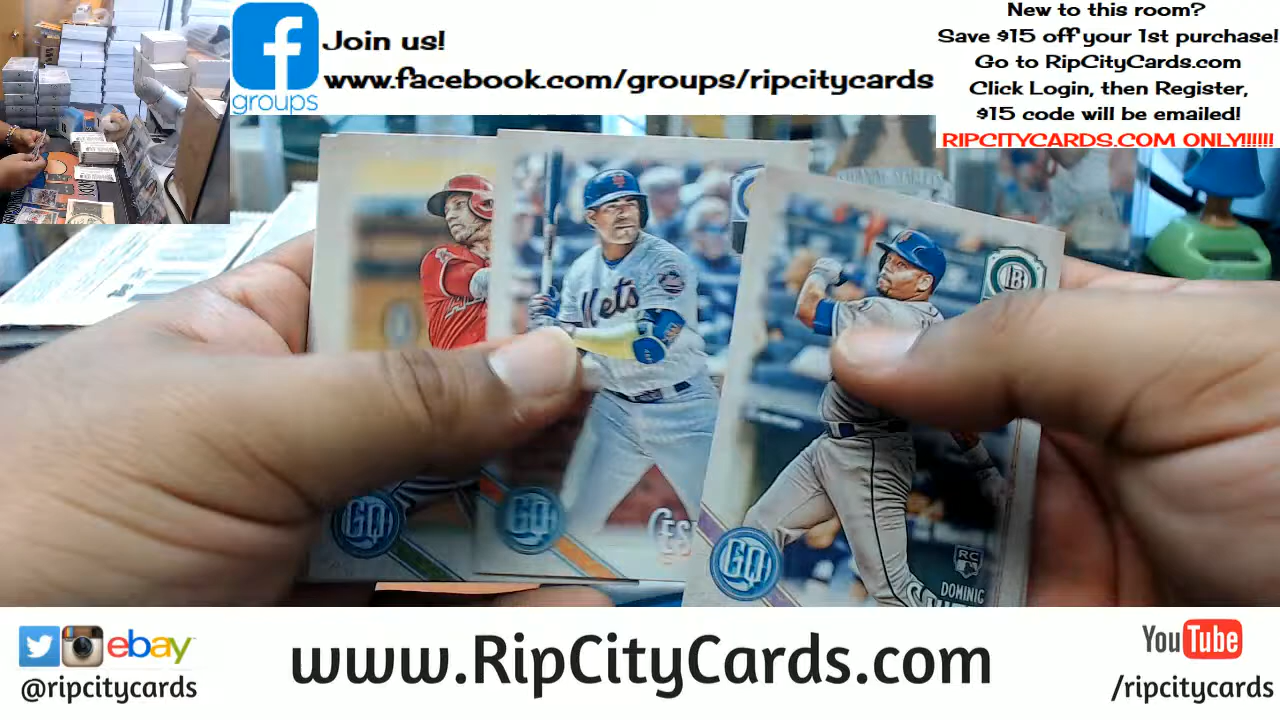 f
groups
Join us!
www.facebook.com/groups/ripcitycards
New to this room?
Save $15 off your 1st purchase!
Go to RipCityCards.com
Click Login, then Register,
$15 code will be emailed!
RIPCITYCARDS.COM ONLY!!!!!!
Mets
GQ
GQ
GQ
CES
RC
DOMINIC
ebay
@ripcitycards
www.RipCityCards.com
YouTube
/ripcitycards